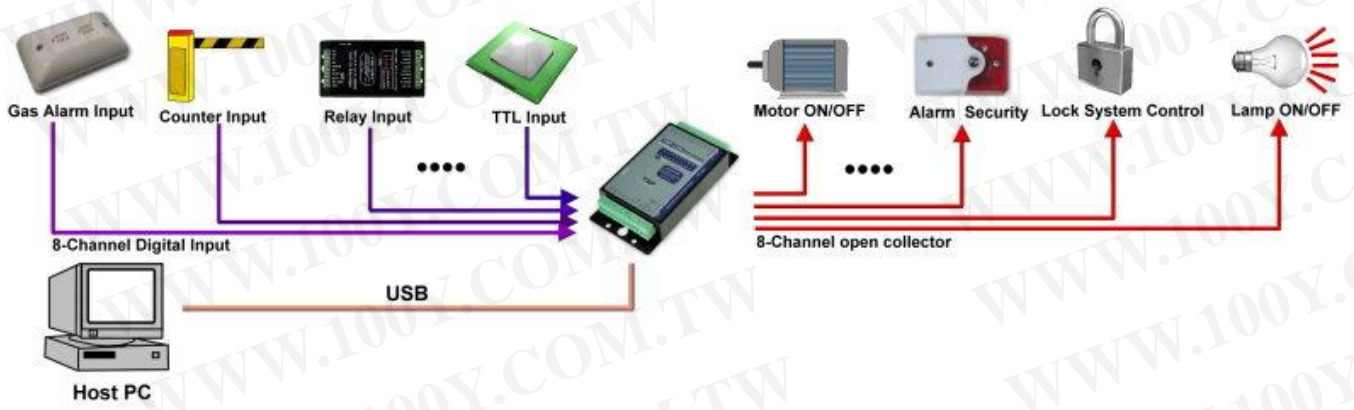 Gas Alarm Input
Counter Input
Relay Input
TTL Input
Motor ON/OFF
Alarm Security
Lock System Control
Lamp ON/OFF
8-Channel Digital Input
8-Channel open collector
USB
Host PC
WWW.100Y.COM.TW